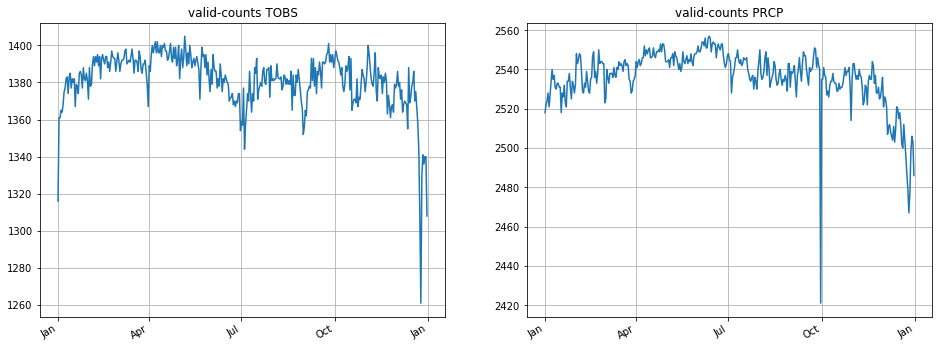 valid-counts TOBS
1400
1380
1360
1340
1320
1300
1280
1260
Jan
Apr
Jul
Oct
Jan
valid-counts PRCP
2560
2540
2520
2500
2480
2460
2440
2420
Jan
Apr
Jul
Oct
Jan